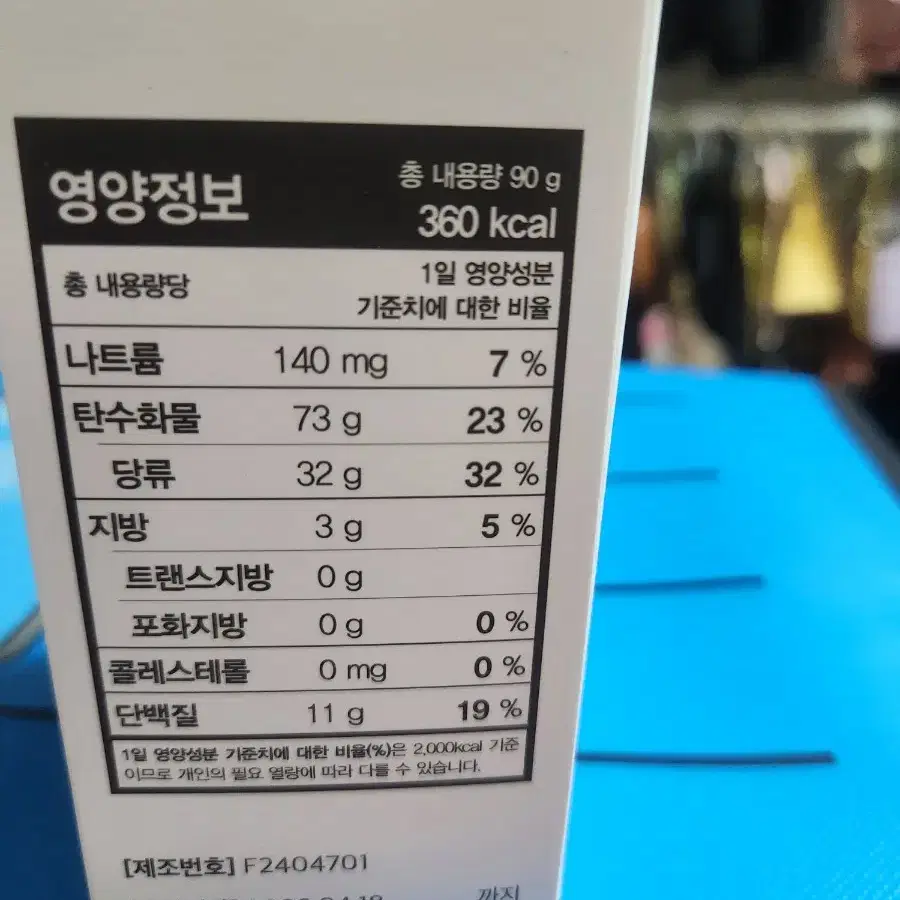 영양정보
총 내용량 90 g
360 kcal
총 내용량당
1일 영양성분
기준치에 대한 비율
나트륨 140 mg 7 %
탄수화물 73 g 23 %
당류 32 g 32 %
지방 3 g 5 %
트랜스지방 0 g
포화지방 0 g 0 %
콜레스테롤 0 mg 0 %
단백질 11 g 19 %
1일 영양성분 기준치에 대한 비율(%)은 2,000kcal 기준
이므로 개인의 필요 열량에 따라 다를 수 있습니다.
[제조번호] F2404701
까지